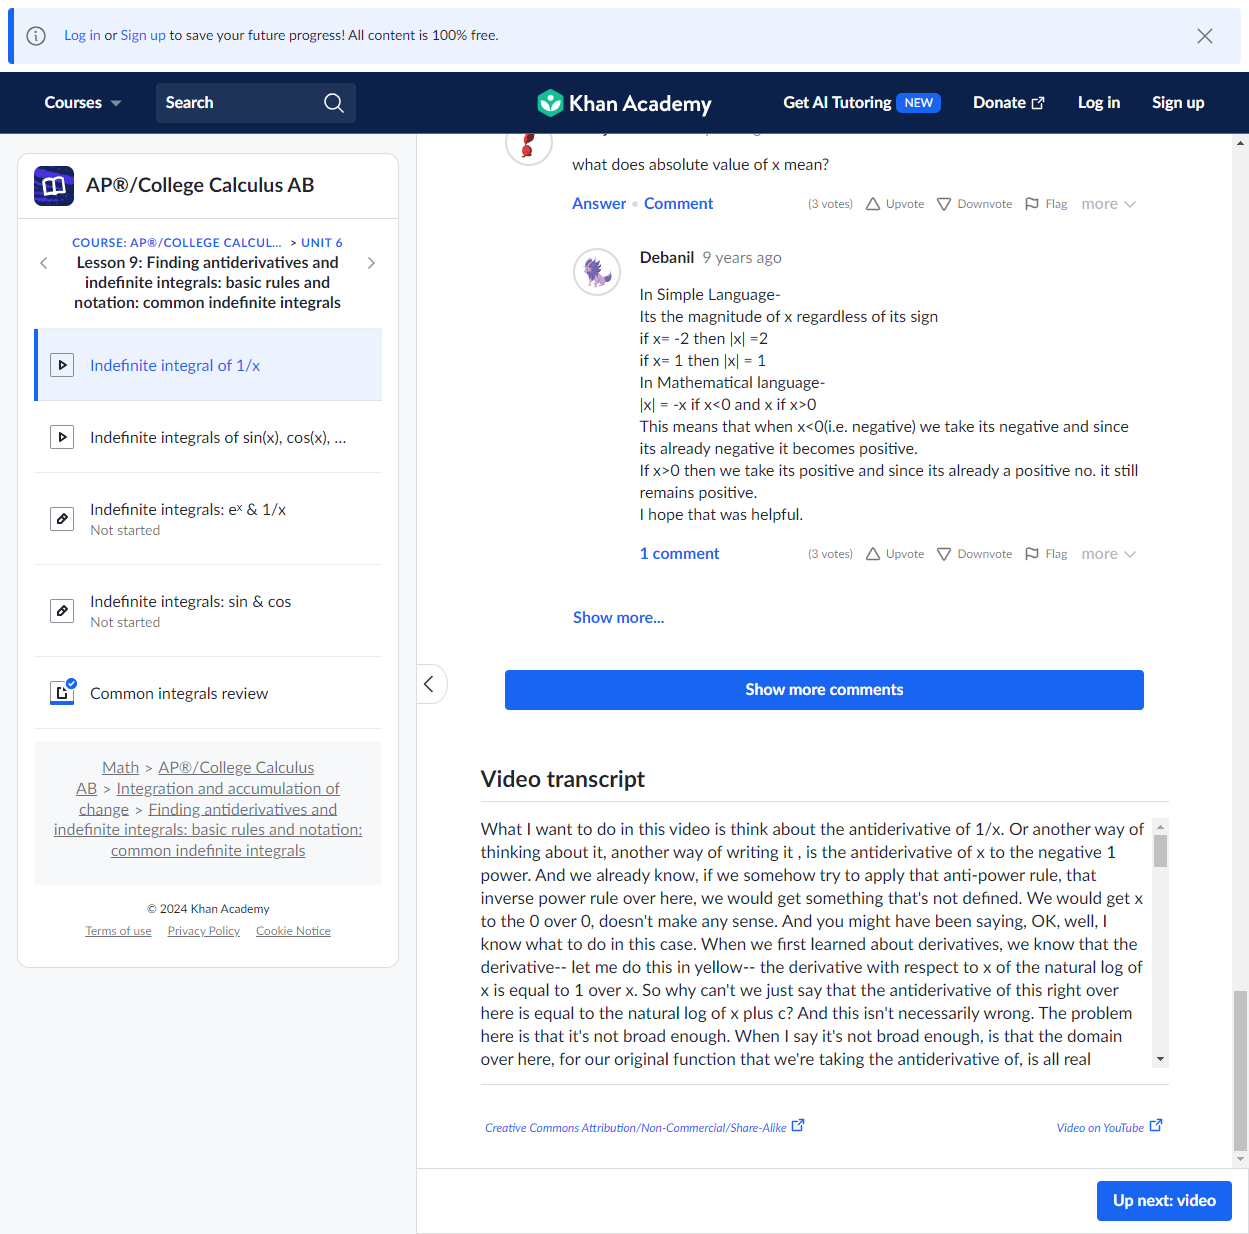 Log in or Sign up to save your future progress! All content is 100% free.
Courses
Search
Khan Academy
Get AI Tutoring NEW
Donate
Log in
Sign up
AP®/College Calculus AB
COURSE: AP®/COLLEGE CALCUL... > UNIT 6
Lesson 9: Finding antiderivatives and
indefinite integrals: basic rules and
notation: common indefinite integrals
Indefinite integral of 1/x
Indefinite integrals of sin(x), cos(x), ...
Indefinite integrals: eˣ & 1/x
Not started
Indefinite integrals: sin & cos
Not started
Common integrals review
Math > AP®/College Calculus
AB > Integration and accumulation of
change > Finding antiderivatives and
indefinite integrals: basic rules and notation:
common indefinite integrals
© 2024 Khan Academy
Terms of use Privacy Policy Cookie Notice
what does absolute value of x mean?
Answer • Comment (3 votes) Upvote Downvote Flag more
Debanil 9 years ago
In Simple Language-
Its the magnitude of x regardless of its sign
if x= -2 then |x| =2
if x= 1 then |x| = 1
In Mathematical language-
|x| = -x if x<0 and x if x>0
This means that when x<0(i.e. negative) we take its negative and since
its already negative it becomes positive.
If x>0 then we take its positive and since its already a positive no. it still
remains positive.
I hope that was helpful.
1 comment (3 votes) Upvote Downvote Flag more
Show more...
Show more comments
Video transcript
What I want to do in this video is think about the antiderivative of 1/x. Or another way of
thinking about it, another way of writing it , is the antiderivative of x to the negative 1
power. And we already know, if we somehow try to apply that anti-power rule, that
inverse power rule over here, we would get something that's not defined. We would get x
to the 0 over 0, doesn't make any sense. And you might have been saying, OK, well, I
know what to do in this case. When we first learned about derivatives, we know that the
derivative-- let me do this in yellow-- the derivative with respect to x of the natural log of
x is equal to 1 over x. So why can't we just say that the antiderivative of this right over
here is equal to the natural log of x plus c? And this isn't necessarily wrong. The problem
here is that it's not broad enough. When I say it's not broad enough, is that the domain
over here, for our original function that we're taking the antiderivative of, is all real
Creative Commons Attribution/Non-Commercial/Share-Alike
Video on YouTube
Up next: video